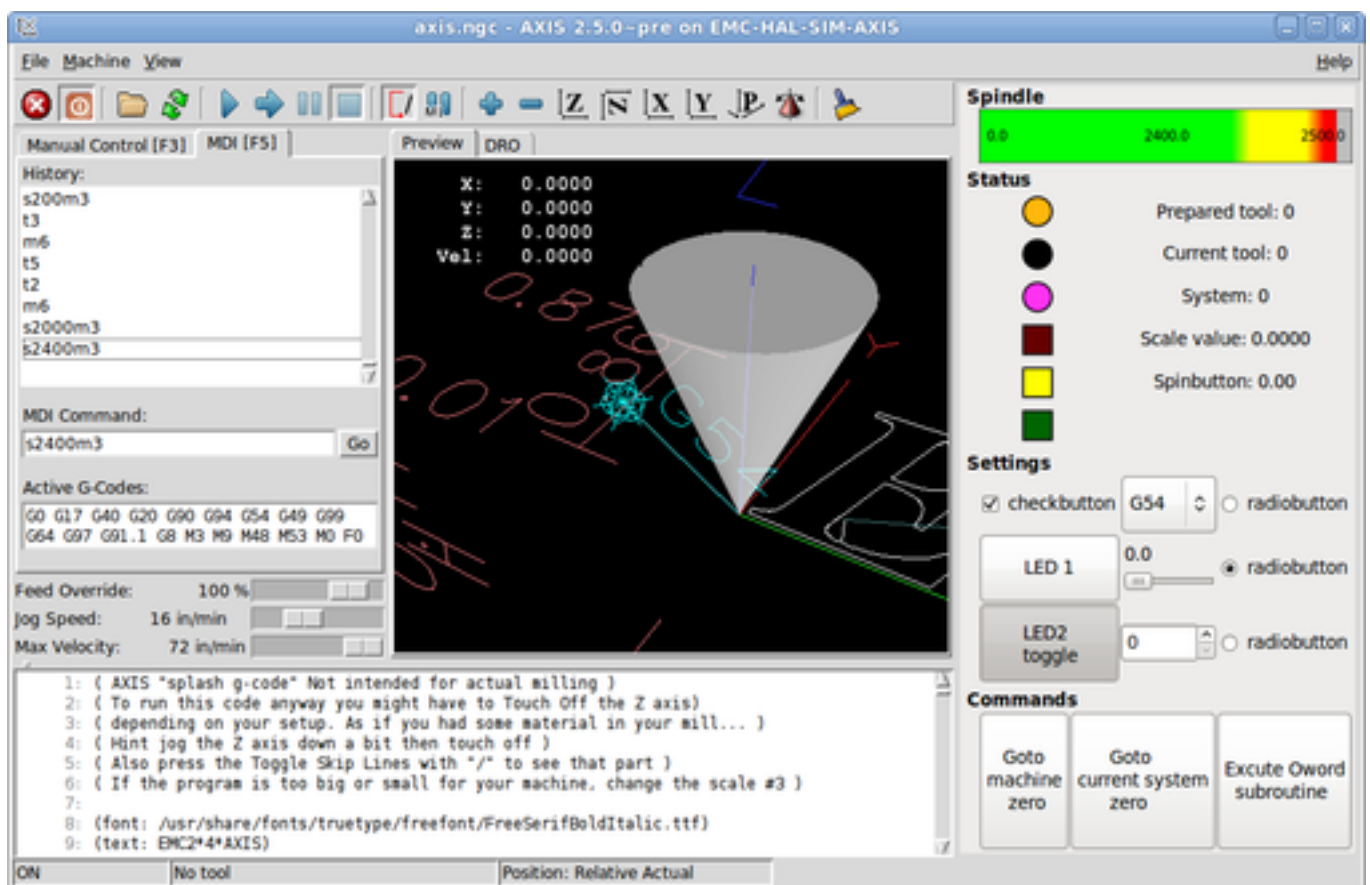 axis.ngc - AXIS 2.5.0~pre on EMC-HAL-SIM-AXIS
File Machine View Help
Z N X Y P
Manual Control [F3] MDI [F5]
History:
s200m3
t3
m6
t5
t2
m6
s2000m3
s2400m3
MDI Command:
s2400m3 Go
Active G-Codes:
G0 G17 G40 G20 G90 G94 G54 G49 G99
G64 G97 G91.1 G8 M3 M9 M48 M53 M0 F0
Feed Override: 100 %
Jog Speed: 16 in/min
Max Velocity: 72 in/min
Preview DRO
X: 0.0000
Y: 0.0000
Z: 0.0000
Vel: 0.0000
G54
1: ( AXIS "splash g-code" Not intended for actual milling )
2: ( To run this code anyway you might have to Touch Off the Z axis)
3: ( depending on your setup. As if you had some material in your mill... )
4: ( Hint jog the Z axis down a bit then touch off )
5: ( Also press the Toggle Skip Lines with "/" to see that part )
6: ( If the program is too big or small for your machine, change the scale #3 )
7:
8: (font: /usr/share/fonts/truetype/freefont/FreeSerifBoldItalic.ttf)
9: (text: EMC2*4*AXIS)
ON No tool Position: Relative Actual
Spindle
0.0 2400.0 2500.0
Status
Prepared tool: 0
Current tool: 0
System: 0
Scale value: 0.0000
Spinbutton: 0.00
Settings
checkbutton G54 radiobutton
LED 1 0.0 radiobutton
LED2
toggle 0 radiobutton
Commands
Goto
machine
zero
Goto
current system
zero
Excute Oword
subroutine